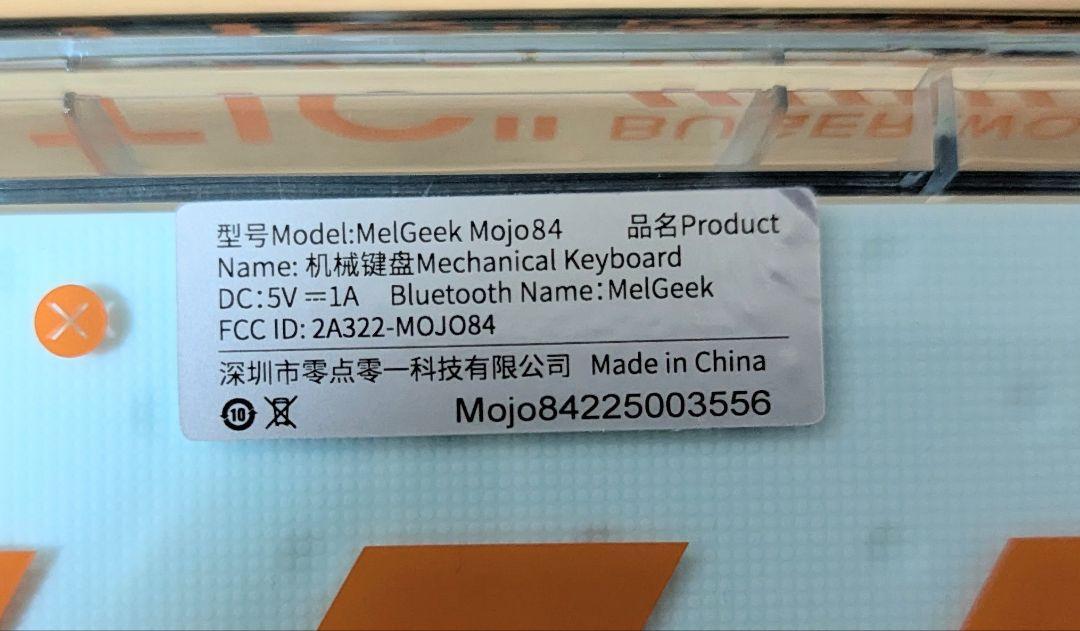 型号Model:MelGeek Mojo84 品名Product
Name: 机械键盘Mechanical Keyboard
DC:5V⎓1A Bluetooth Name:MelGeek
FCC ID: 2A322-MOJO84
深圳市零点零一科技有限公司 Made in China
10
Mojo84225003556